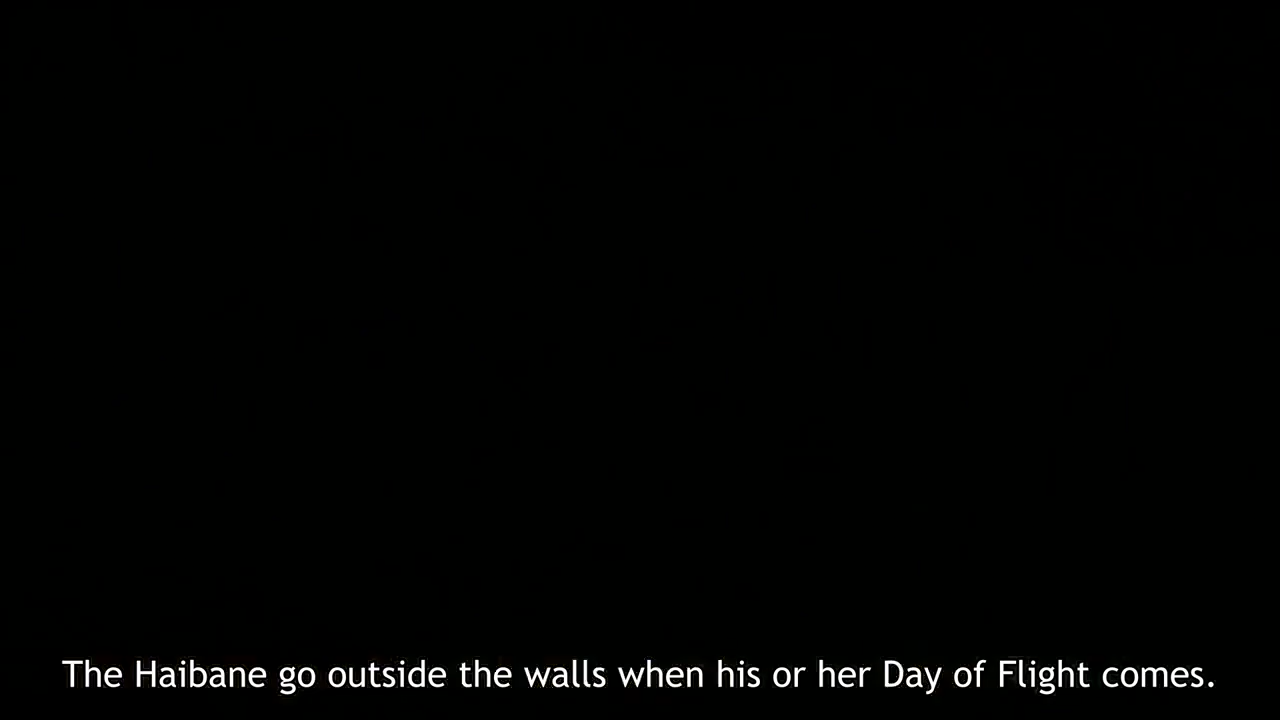 The Haibane go outside the walls when his or her Day of Flight comes.